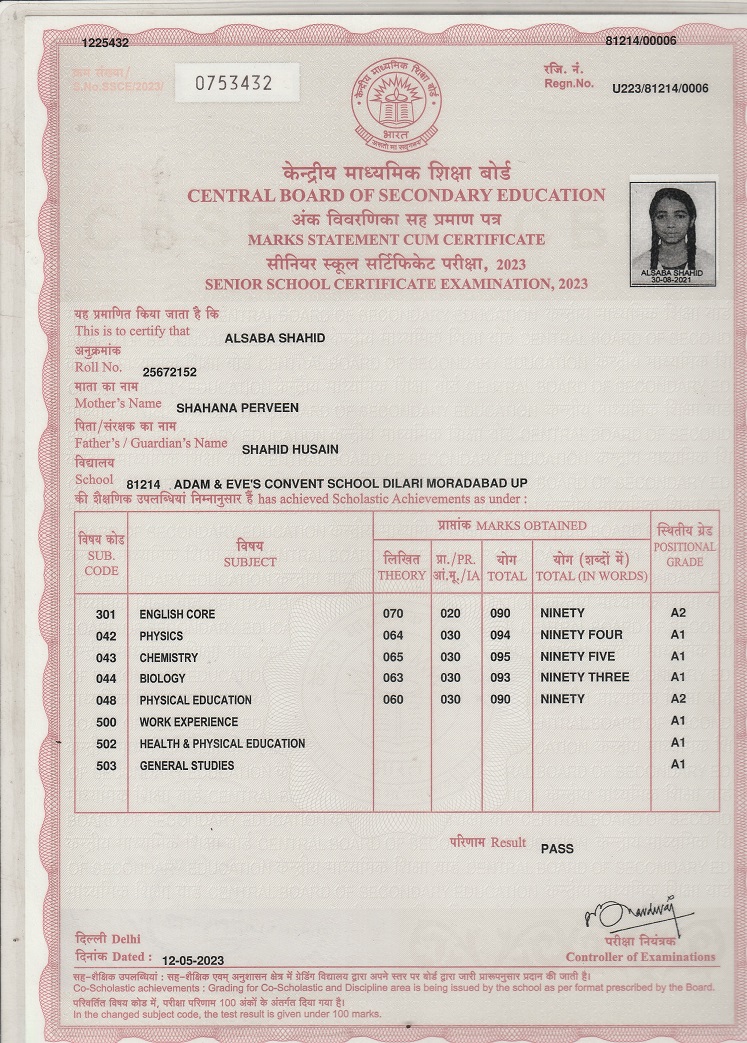 1225432 81214/00006
क्रम संख्या/
S.No.SSCE/2023/ 0753432
केन्द्रीय माध्यमिक शिक्षा बोर्ड
भारत
असतो मा सद्गमय
रजि. नं.
Regn.No. U223/81214/0006
केन्द्रीय माध्यमिक शिक्षा बोर्ड
CENTRAL BOARD OF SECONDARY EDUCATION
अंक विवरणिका सह प्रमाण पत्र
MARKS STATEMENT CUM CERTIFICATE
सीनियर स्कूल सर्टिफिकेट परीक्षा, 2023
SENIOR SCHOOL CERTIFICATE EXAMINATION, 2023
ALSABA SHAHID
30-08-2021
यह प्रमाणित किया जाता है कि
This is to certify that ALSABA SHAHID
अनुक्रमांक
Roll No. 25672152
माता का नाम
Mother's Name SHAHANA PERVEEN
पिता/संरक्षक का नाम
Father's / Guardian's Name SHAHID HUSAIN
विद्यालय
School 81214 ADAM & EVE'S CONVENT SCHOOL DILARI MORADABAD UP
की शैक्षणिक उपलब्धियां निम्नानुसार हैं has achieved Scholastic Achievements as under :
विषय कोड
SUB.
CODE
विषय
SUBJECT
प्राप्तांक MARKS OBTAINED
लिखित
THEORY
प्रा./PR.
आं.मू./IA
योग
TOTAL
योग (शब्दों में)
TOTAL (IN WORDS)
स्थितीय ग्रेड
POSITIONAL
GRADE
301 ENGLISH CORE 070 020 090 NINETY A2
042 PHYSICS 064 030 094 NINETY FOUR A1
043 CHEMISTRY 065 030 095 NINETY FIVE A1
044 BIOLOGY 063 030 093 NINETY THREE A1
048 PHYSICAL EDUCATION 060 030 090 NINETY A2
500 WORK EXPERIENCE A1
502 HEALTH & PHYSICAL EDUCATION A1
503 GENERAL STUDIES A1
परिणाम Result PASS
दिल्ली Delhi
दिनांक Dated : 12-05-2023
परीक्षा नियंत्रक
Controller of Examinations
सह-शैक्षिक उपलब्धियां : सह-शैक्षिक एवम् अनुशासन क्षेत्र में ग्रेडिंग विद्यालय द्वारा अपने स्तर पर बोर्ड द्वारा जारी प्रारूपनुसार प्रदान की जाती है।
Co-Scholastic achievements : Grading for Co-Scholastic and Discipline area is being issued by the school as per format prescribed by the Board.
परिवर्तित विषय कोड में, परीक्षा परिणाम 100 अंकों के अंतर्गत दिया गया है।
In the changed subject code, the test result is given under 100 marks.